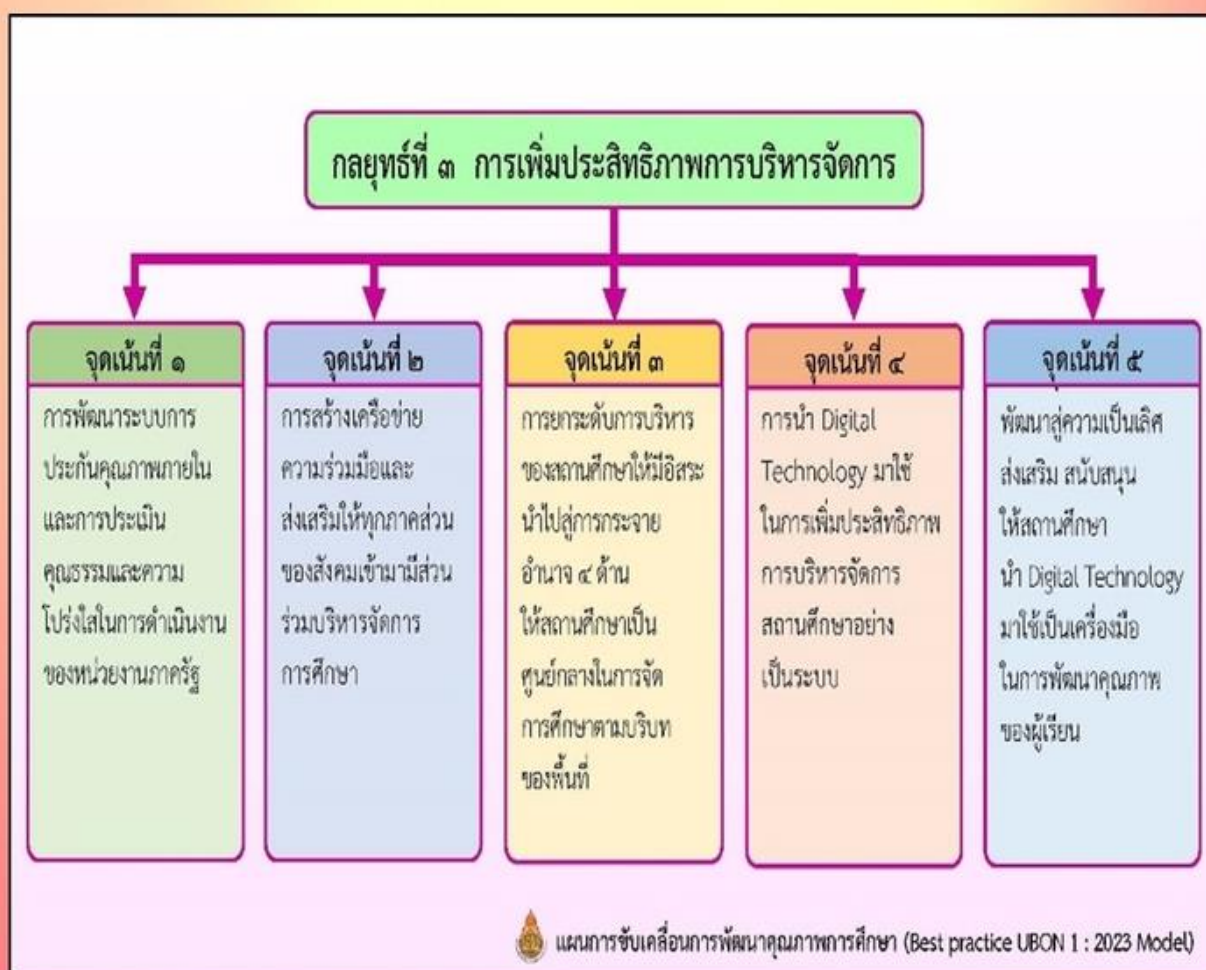 กลยุทธ์ที่ ๓ การเพิ่มประสิทธิภาพการบริหารจัดการ
จุดเน้นที่ ๑
การพัฒนาระบบการ
ประกันคุณภาพภายใน
และการประเมิน
คุณธรรมและความ
โปร่งใสในการดำเนินงาน
ของหน่วยงานภาครัฐ
จุดเน้นที่ ๒
การสร้างเครือข่าย
ความร่วมมือและ
ส่งเสริมให้ทุกภาคส่วน
ของสังคมเข้ามามีส่วน
ร่วมบริหารจัดการ
การศึกษา
จุดเน้นที่ ๓
การยกระดับการบริหาร
ของสถานศึกษาให้มีอิสระ
นำไปสู่การกระจาย
อำนาจ ๔ ด้าน
ให้สถานศึกษาเป็น
ศูนย์กลางในการจัด
การศึกษาตามบริบท
ของพื้นที่
จุดเน้นที่ ๔
การนำ Digital
Technology มาใช้
ในการเพิ่มประสิทธิภาพ
การบริหารจัดการ
สถานศึกษาอย่าง
เป็นระบบ
จุดเน้นที่ ๕
พัฒนาสู่ความเป็นเลิศ
ส่งเสริม สนับสนุน
ให้สถานศึกษา
นำ Digital Technology
มาใช้เป็นเครื่องมือ
ในการพัฒนาคุณภาพ
ของผู้เรียน
แผนการขับเคลื่อนการพัฒนาคุณภาพการศึกษา (Best practice UBON 1 : 2023 Model)